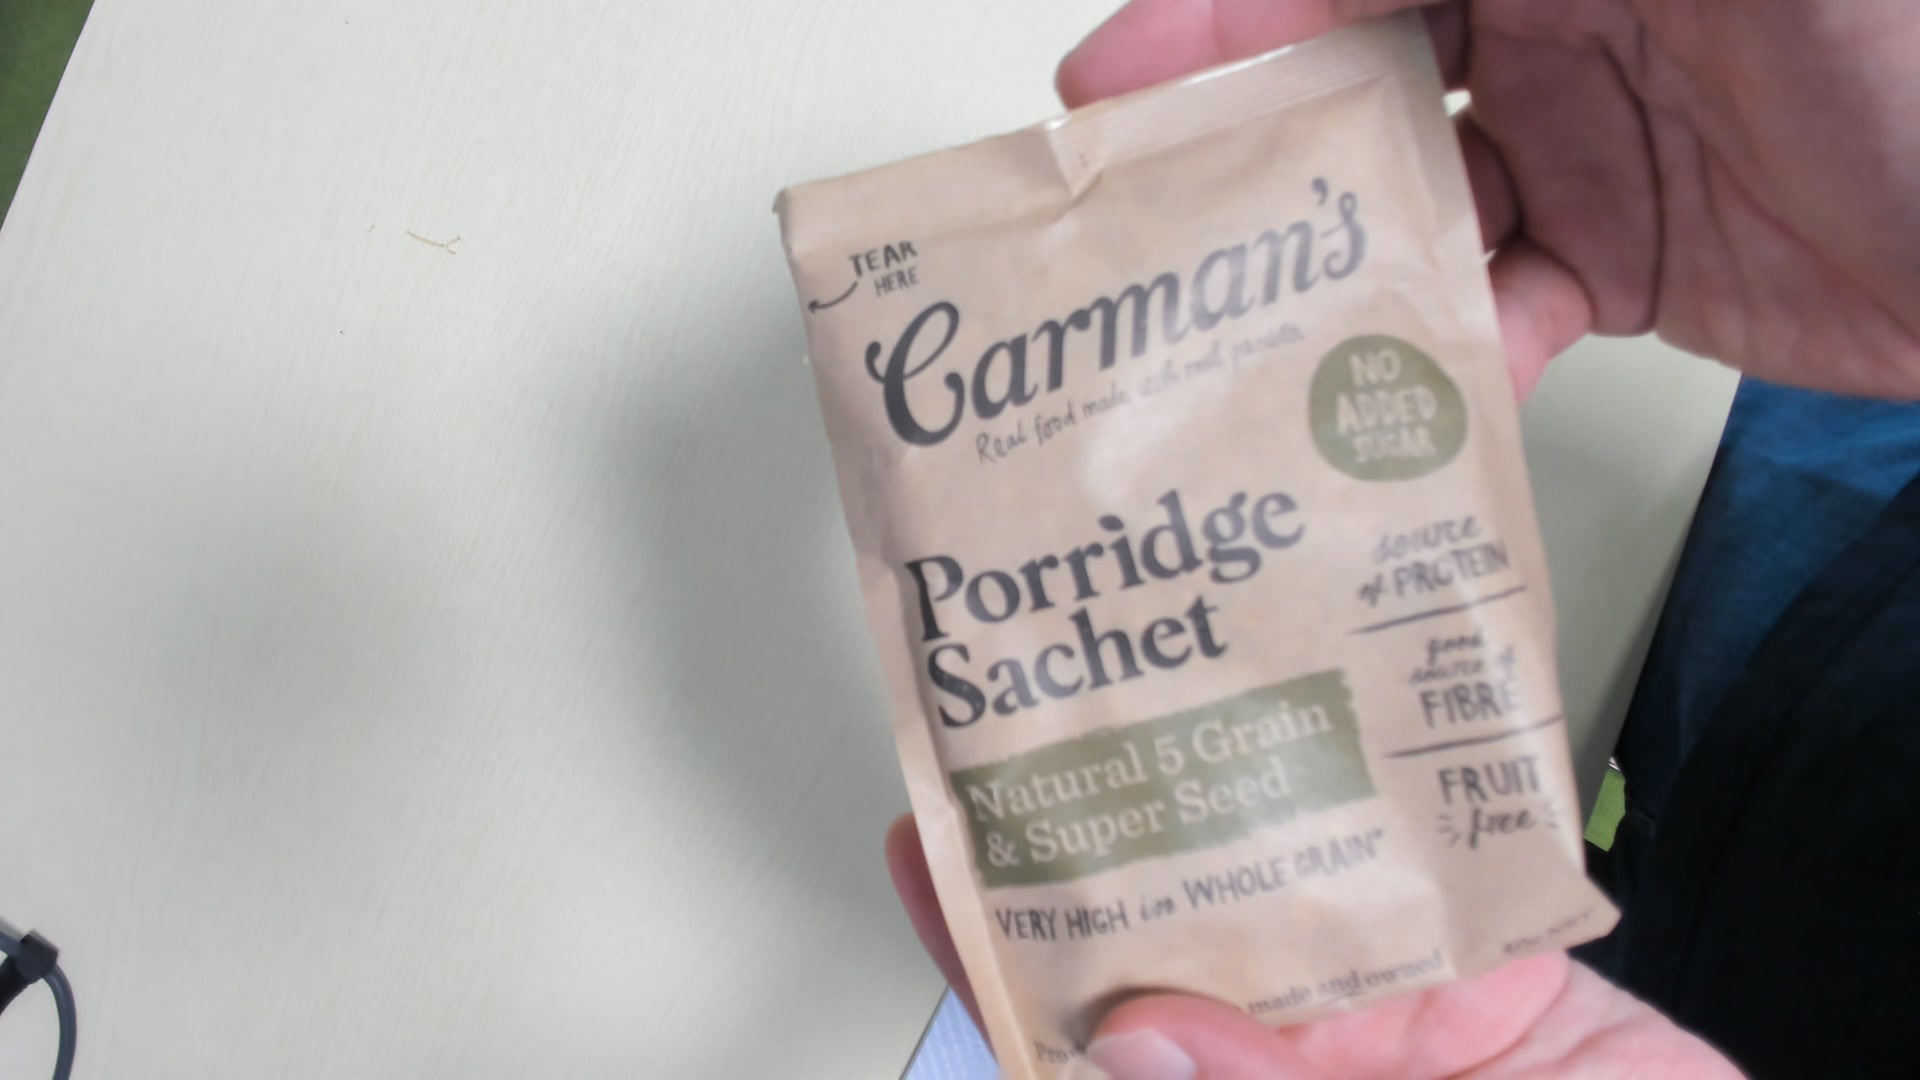 TEAR
HERE
Carman's
Real food made with real passion
NO
ADDED
SUGAR
Porridge
Sachet
source
of PROTEIN
good
source of
FIBRE
FRUIT
free
Natural 5 Grain
& Super Seed
VERY HIGH in WHOLE GRAIN*
made and owned